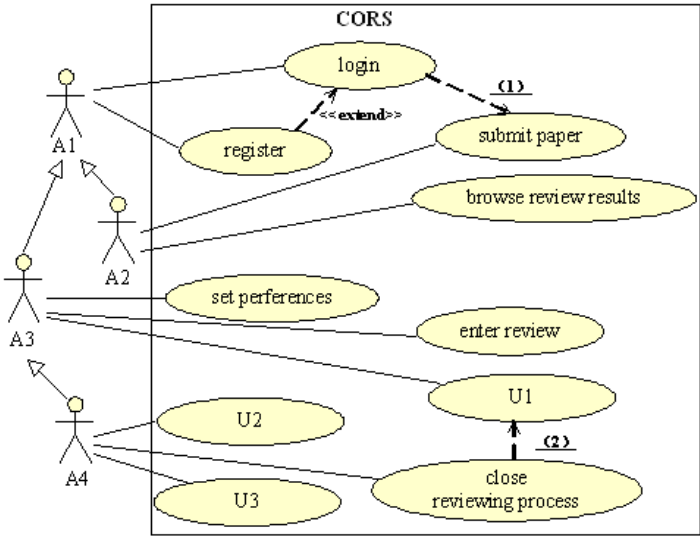 CORS
login
(1)
<<extend>>
submit paper
A1
register
browse review results
A2
set perferences
enter review
A3
U1
U2
(2)
A4
close
reviewing process
U3